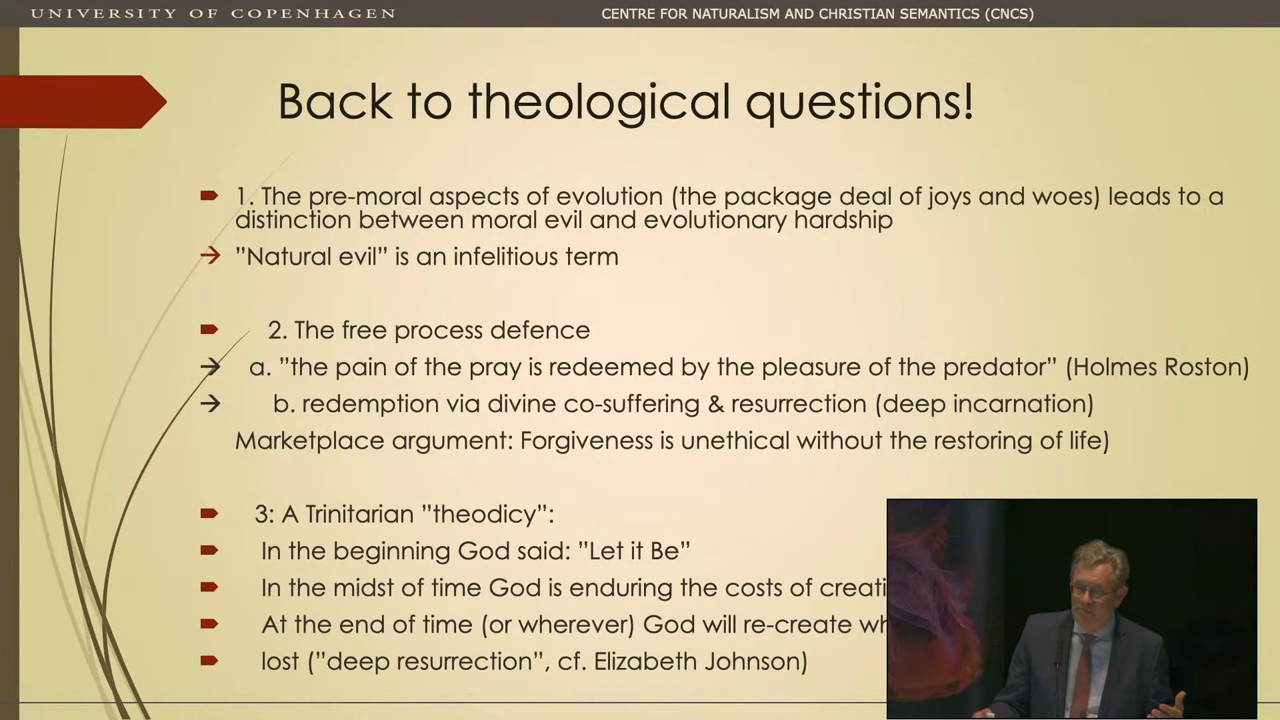 UNIVERSITY OF COPENHAGEN
CENTRE FOR NATURALISM AND CHRISTIAN SEMANTICS (CNCS)
Back to theological questions!
1. The pre-moral aspects of evolution (the package deal of joys and woes) leads to a
distinction between moral evil and evolutionary hardship
→ ”Natural evil” is an infelitious term
2. The free process defence
→ a. ”the pain of the pray is redeemed by the pleasure of the predator” (Holmes Roston)
→ b. redemption via divine co-suffering & resurrection (deep incarnation)
Marketplace argument: Forgiveness is unethical without the restoring of life)
3: A Trinitarian ”theodicy”:
In the beginning God said: ”Let it Be”
In the midst of time God is enduring the costs of creati
At the end of time (or wherever) God will re-create wh
lost (”deep resurrection”, cf. Elizabeth Johnson)